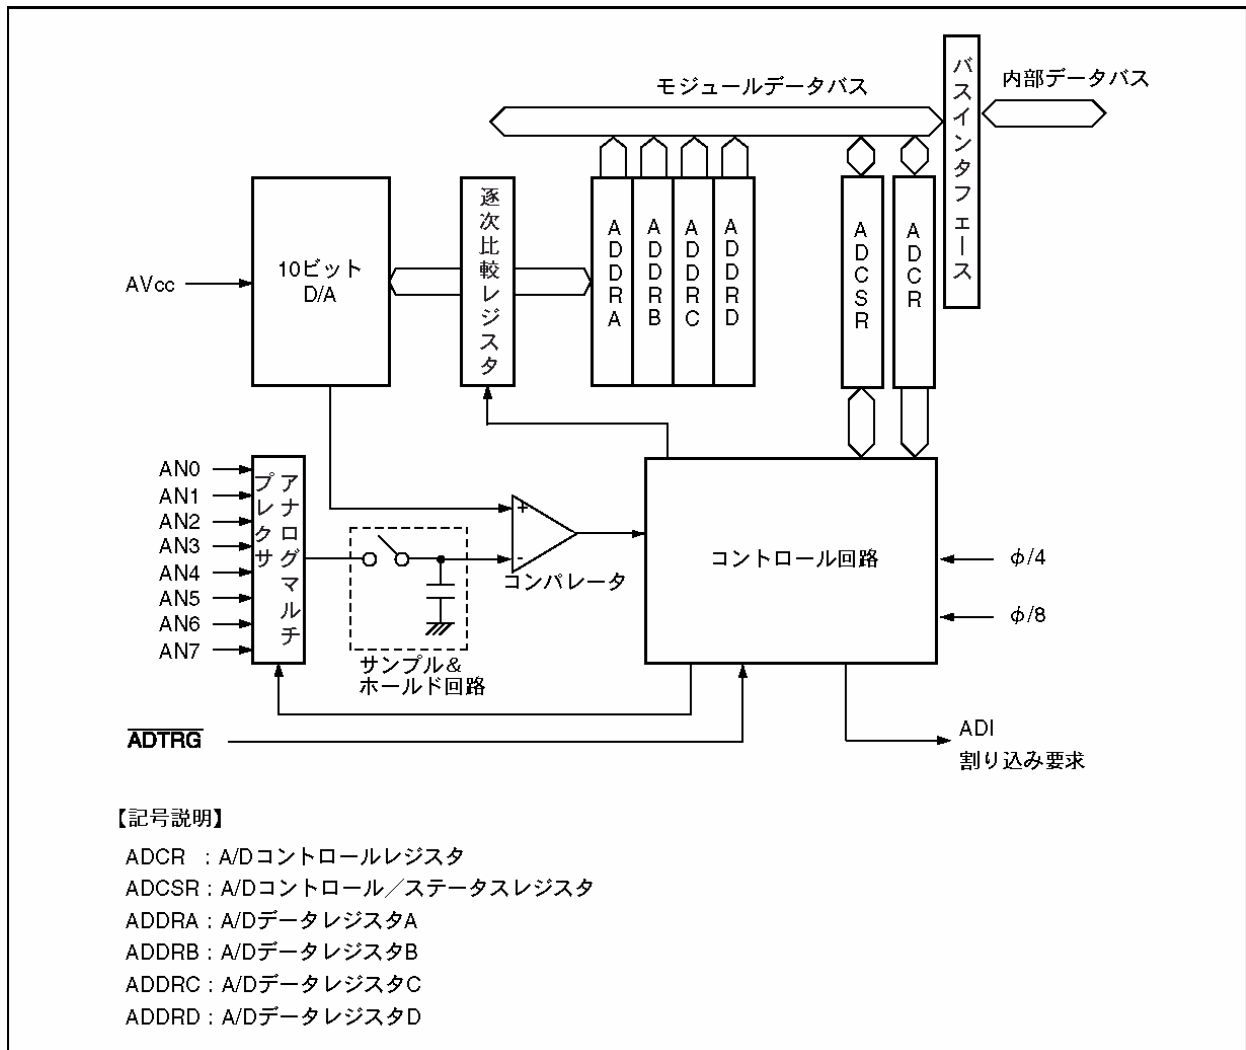 モジュールデータバス
内部データバス
バスインタフェース
AVcc
10ビット
D/A
逐次比較レジスタ
ADDRA
ADDRB
ADDRC
ADDRD
ADCSR
ADCR
AN0
AN1
AN2
AN3
AN4
AN5
AN6
AN7
アナログマルチ
プレクサ
+
-
コンパレータ
サンプル&
ホールド回路
コントロール回路
φ/4
φ/8
ADTRG
ADI
割り込み要求
【記号説明】
ADCR : A/Dコントロールレジスタ
ADCSR : A/Dコントロール／ステータスレジスタ
ADDRA : A/DデータレジスタA
ADDRB : A/DデータレジスタB
ADDRC : A/DデータレジスタC
ADDRD : A/DデータレジスタD